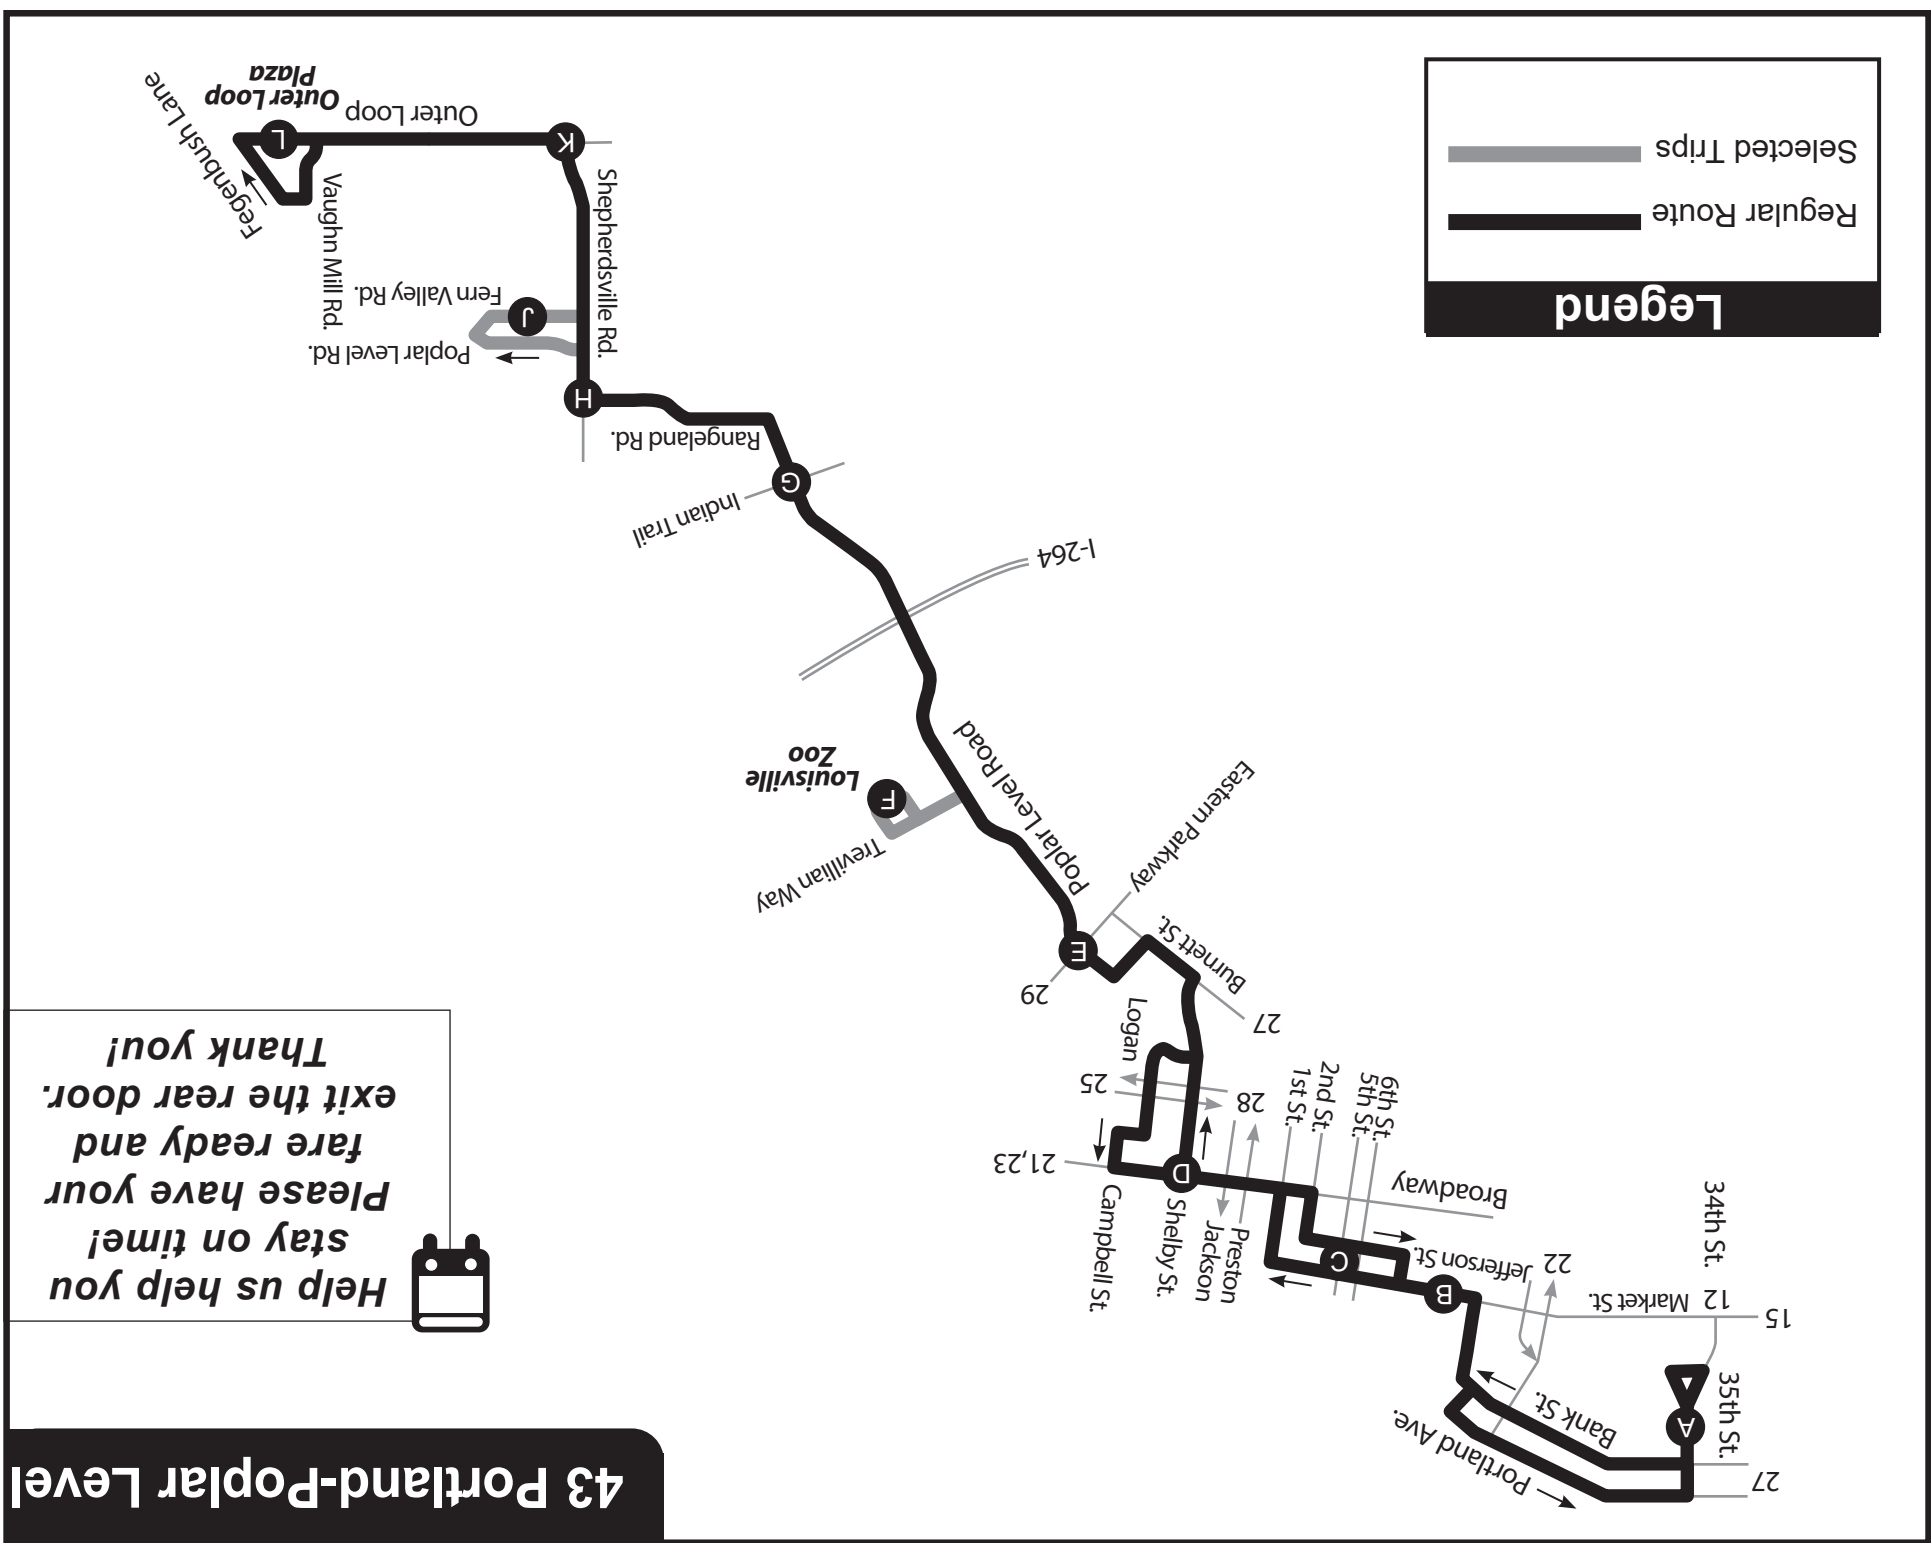 43 Portland-Poplar Level
27
Portland Ave.
Bank St.
35th St.
A
34th St.
15
12
Market St.
22
Jefferson St.
B
C
Broadway
6th St.
5th St.
2nd St.
1st St.
Preston
Jackson
Shelby St.
Campbell St.
D
21,23
28
25
Logan
27
Burnett St.
29
E
Eastern Parkway
Poplar Level Road
Trevillian Way
F
Louisville
Zoo
I-264
Indian Trail
G
Rangeland Rd.
H
Shepherdsville Rd.
Poplar Level Rd.
J
Fern Valley Rd.
K
Outer Loop
Vaughn Mill Rd.
Fegenbush Lane
L
Outer Loop
Plaza
Help us help you
stay on time!
Please have your
fare ready and
exit the rear door.
Thank you!
Legend
Regular Route
Selected Trips